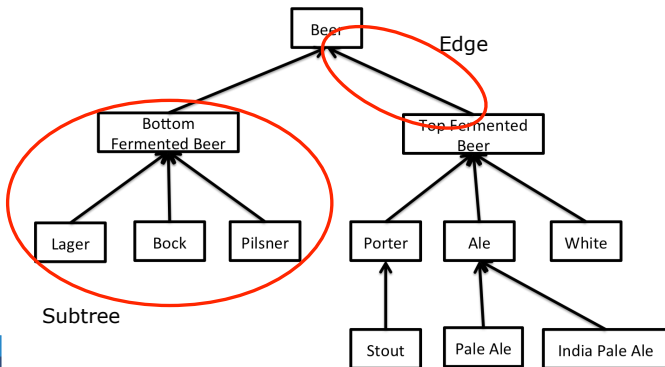 Beer
Edge
Bottom
Fermented Beer
Top Fermented
Beer
Lager
Bock
Pilsner
Porter
Ale
White
Subtree
Stout
Pale Ale
India Pale Ale